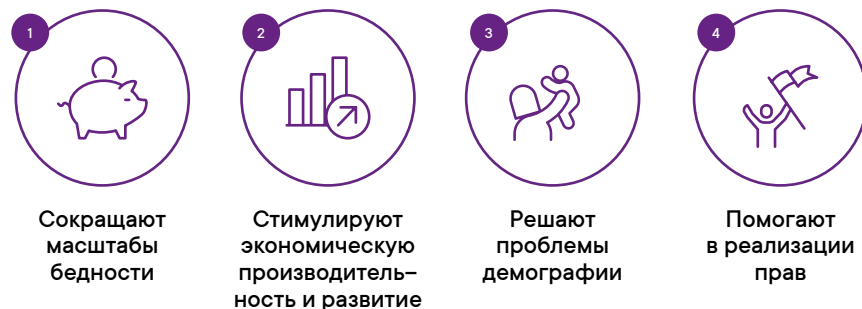 1
Сокращают
масштабы
бедности
2
Стимулируют
экономическую
производитель–
ность и развитие
3
Решают
проблемы
демографии
4
Помогают
в реализации
прав